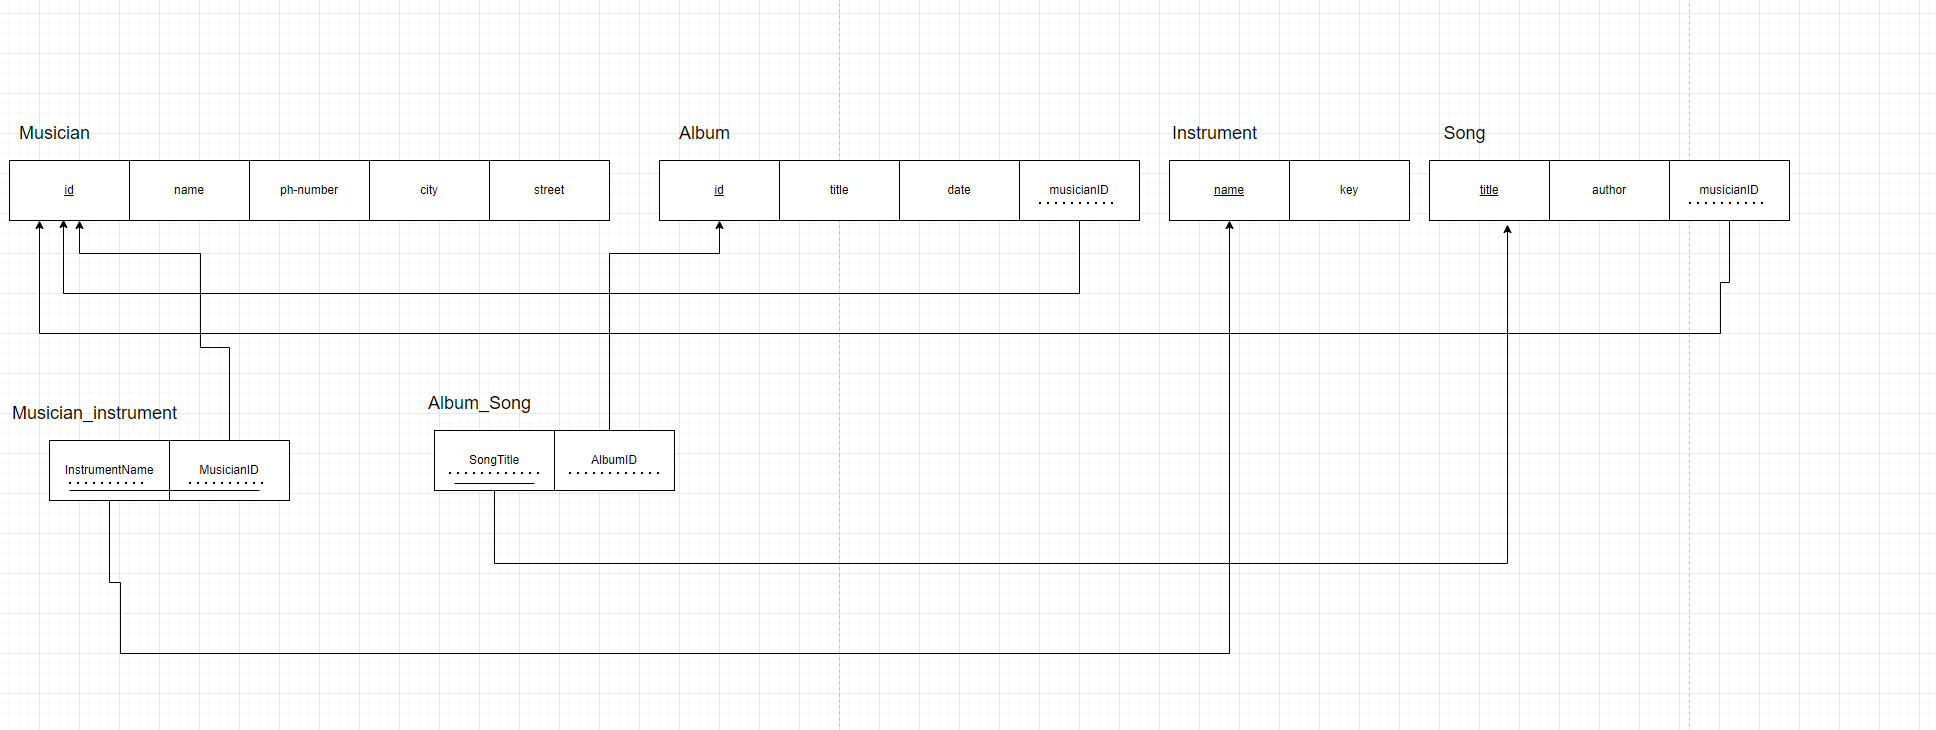 Musician
id name ph-number city street
Album
id title date musicianID
Instrument
name key
Song
title author musicianID
Musician_instrument
InstrumentName MusicianID
Album_Song
SongTitle AlbumID